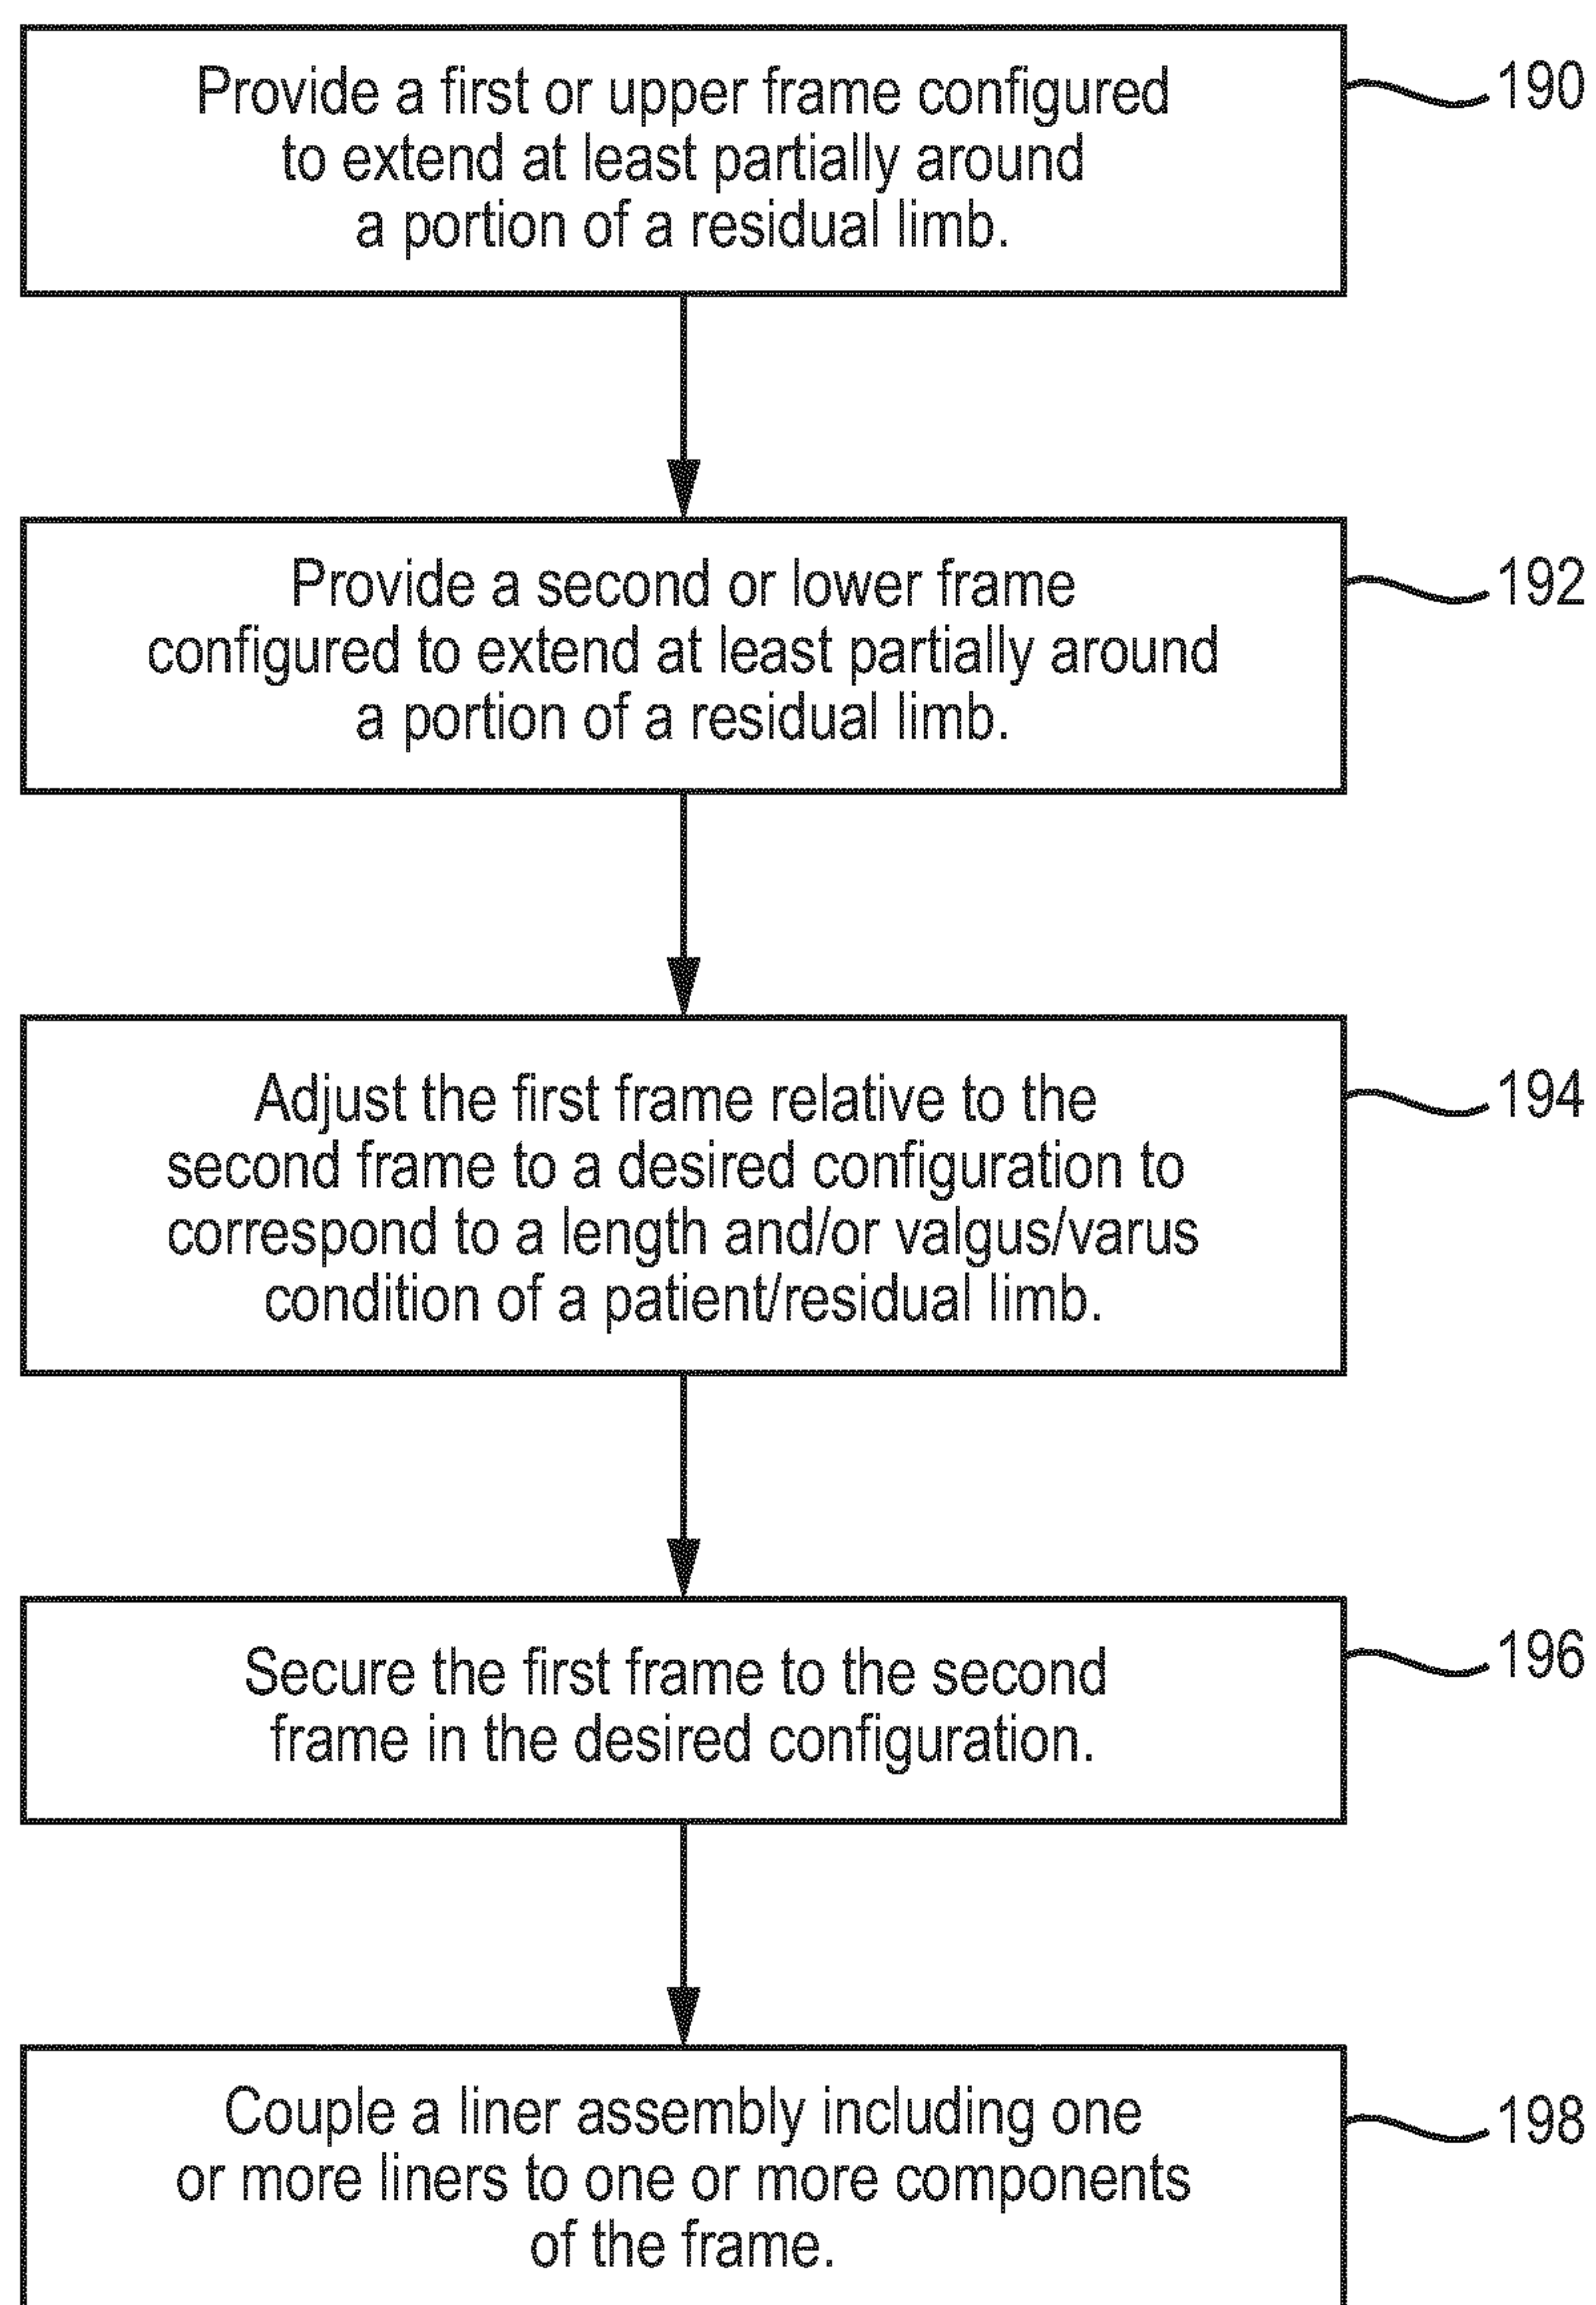 Provide a first or upper frame configured
to extend at least partially around
a portion of a residual limb.
190
Provide a second or lower frame
configured to extend at least partially around
a portion of a residual limb.
192
Adjust the first frame relative to the
second frame to a desired configuration to
correspond to a length and/or valgus/varus
condition of a patient/residual limb.
194
Secure the first frame to the second
frame in the desired configuration.
196
Couple a liner assembly including one
or more liners to one or more components
of the frame.
198